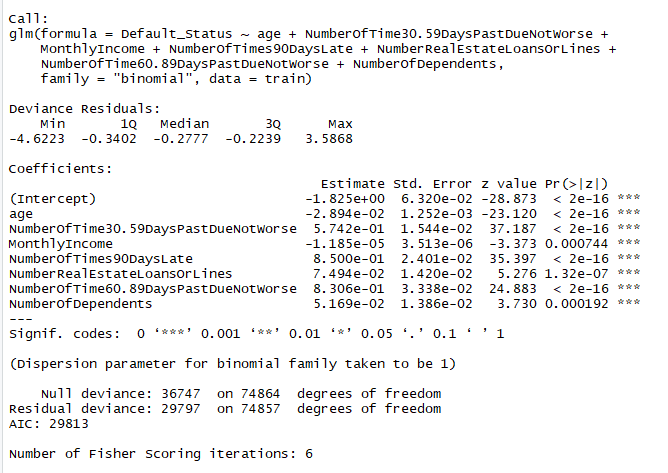 Call:
glm(formula = Default_Status ~ age + NumberOfTime30.59DaysPastDueNotWorse +
    MonthlyIncome + NumberOfTimes90DaysLate + NumberRealEstateLoansOrLines +
    NumberOfTime60.89DaysPastDueNotWorse + NumberOfDependents,
    family = "binomial", data = train)

Deviance Residuals:
    Min       1Q   Median       3Q      Max
-4.6223  -0.3402  -0.2777  -0.2239   3.5868

Coefficients:
                                       Estimate Std. Error z value Pr(>|z|)
(Intercept)                          -1.825e+00  6.320e-02 -28.873  < 2e-16 ***
age                                  -2.894e-02  1.252e-03 -23.120  < 2e-16 ***
NumberOfTime30.59DaysPastDueNotWorse  5.742e-01  1.544e-02  37.187  < 2e-16 ***
MonthlyIncome                        -1.185e-05  3.513e-06  -3.373 0.000744 ***
NumberOfTimes90DaysLate               8.500e-01  2.401e-02  35.397  < 2e-16 ***
NumberRealEstateLoansOrLines          7.494e-02  1.420e-02   5.276 1.32e-07 ***
NumberOfTime60.89DaysPastDueNotWorse  8.306e-01  3.338e-02  24.883  < 2e-16 ***
NumberOfDependents                    5.169e-02  1.386e-02   3.730 0.000192 ***
---
Signif. codes:  0 ‘***’ 0.001 ‘**’ 0.01 ‘*’ 0.05 ‘.’ 0.1 ‘ ’ 1

(Dispersion parameter for binomial family taken to be 1)

    Null deviance: 36747  on 74864  degrees of freedom
Residual deviance: 29797  on 74857  degrees of freedom
AIC: 29813

Number of Fisher Scoring iterations: 6